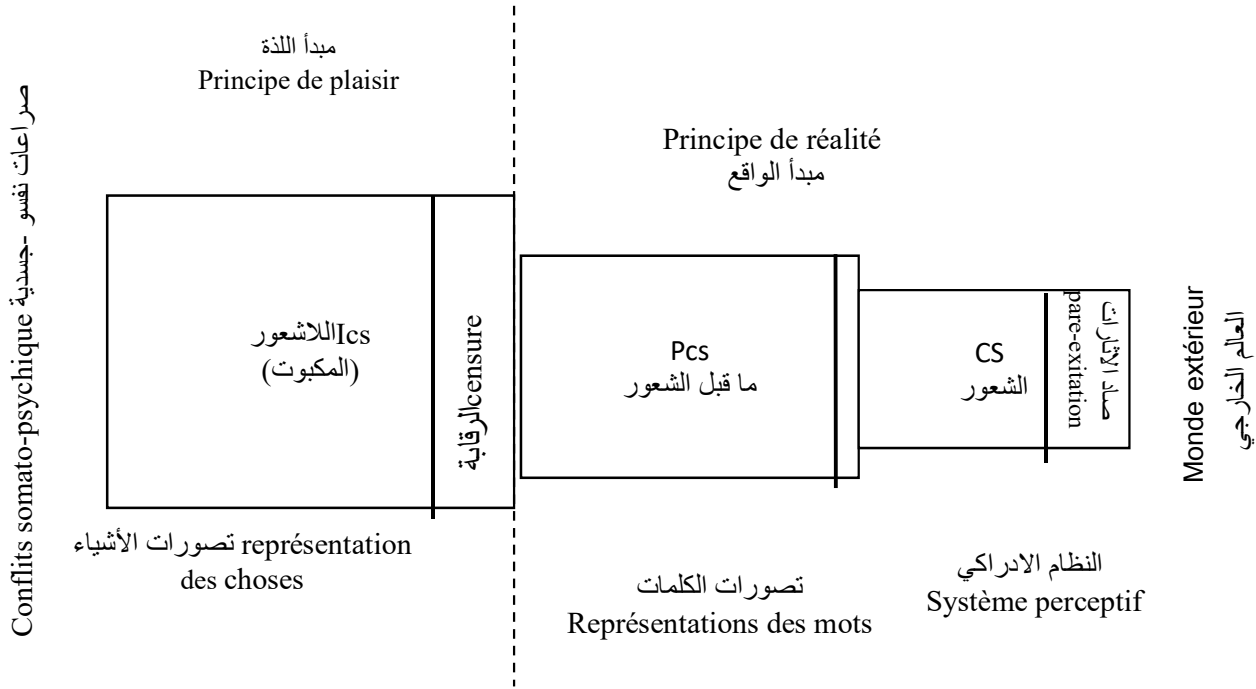 مبدأ اللذة
Principe de plaisir
Principe de réalité
مبدأ الواقع
Conflits somato-psychique صراعات نفسو -جسدية
اللاشعورIcs
(المكبوت)
الرقابةcensure
Pcs
ما قبل الشعور
CS
الشعور
صاد الاثارات
pare-exitation
Monde extérieur
العالم الخارجي
تصورات الأشياء représentation
des choses
تصورات الكلمات
Représentations des mots
النظام الادراكي
Système perceptif